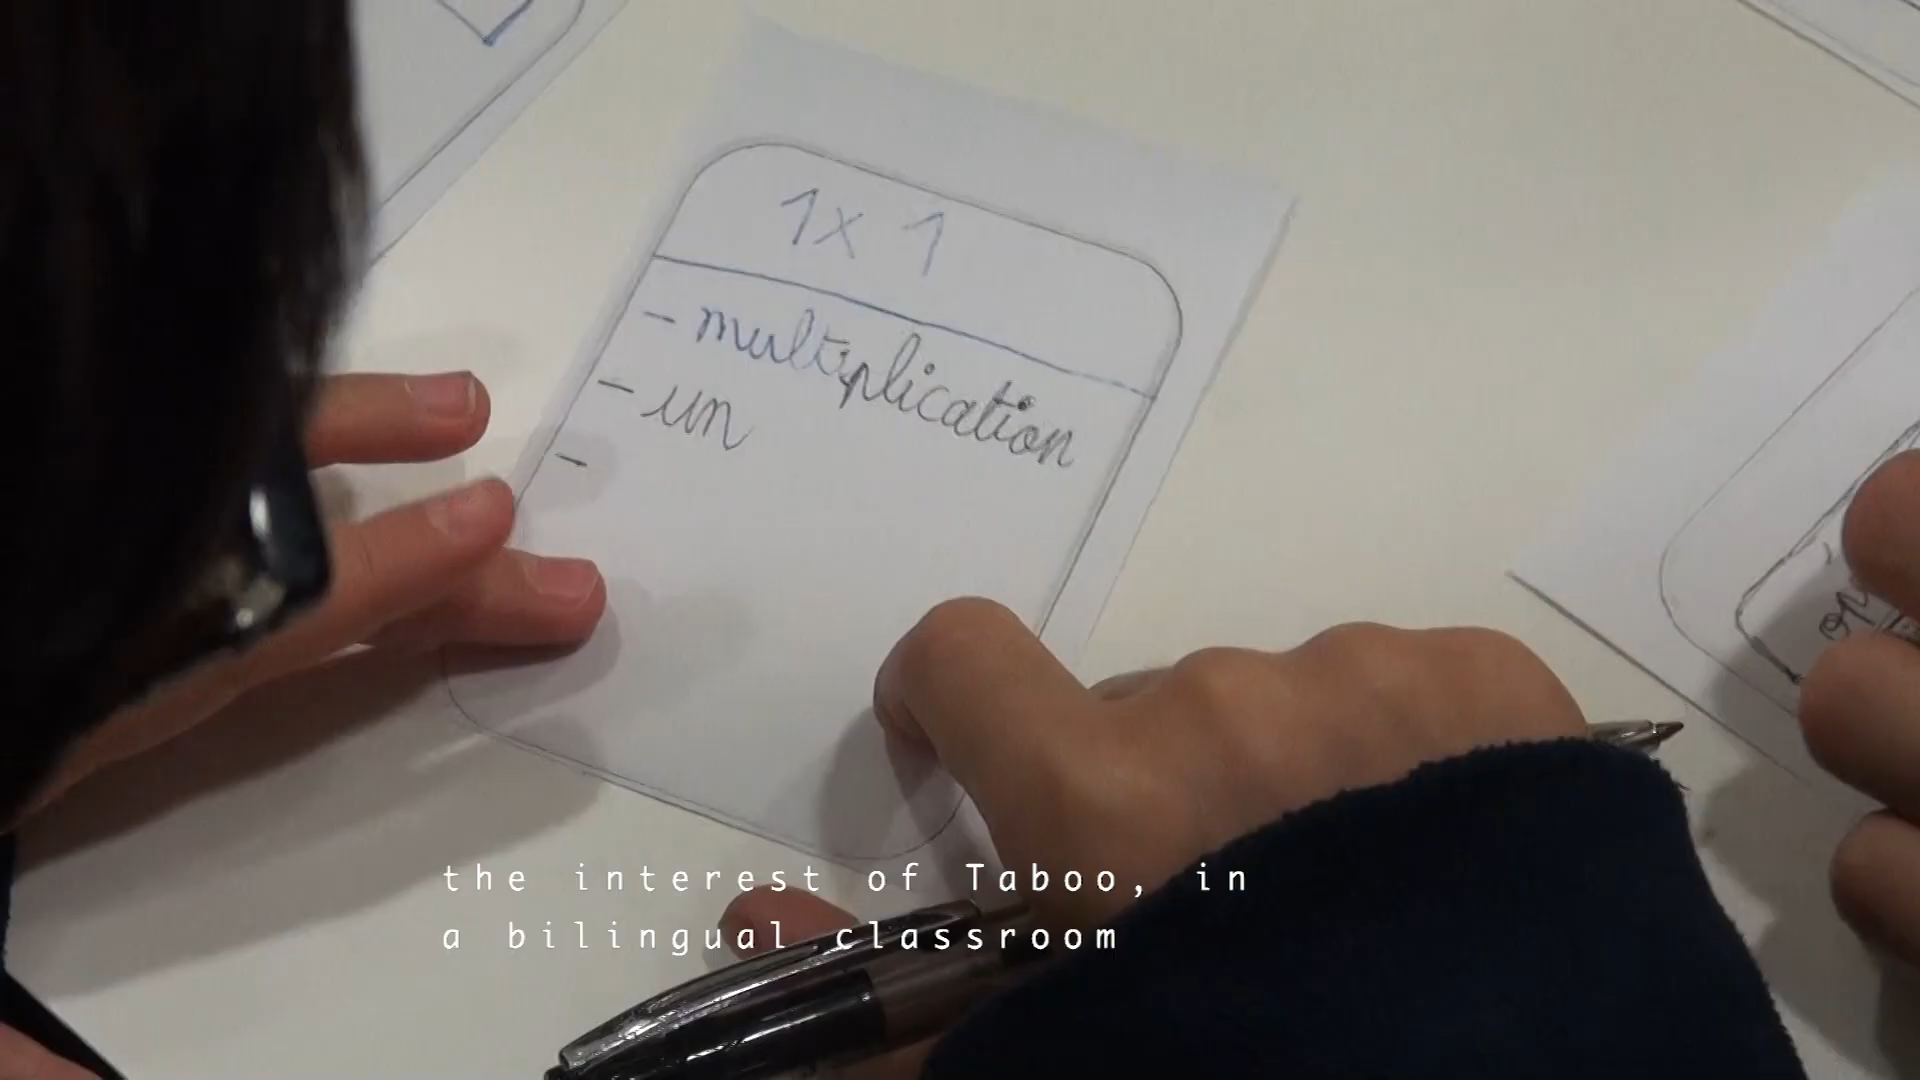 1x 1
- multiplication
- un
-
the interest of Taboo, in
a bilingual classroom